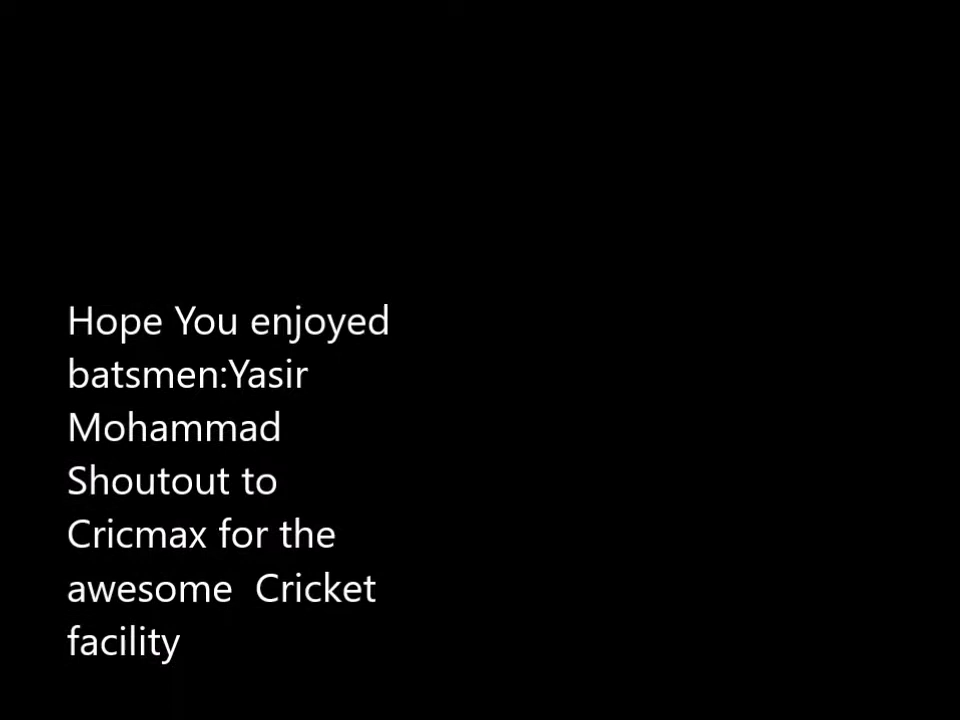 Hope You enjoyed
batsmen:Yasir
Mohammad
Shoutout to
Cricmax for the
awesome  Cricket
facility